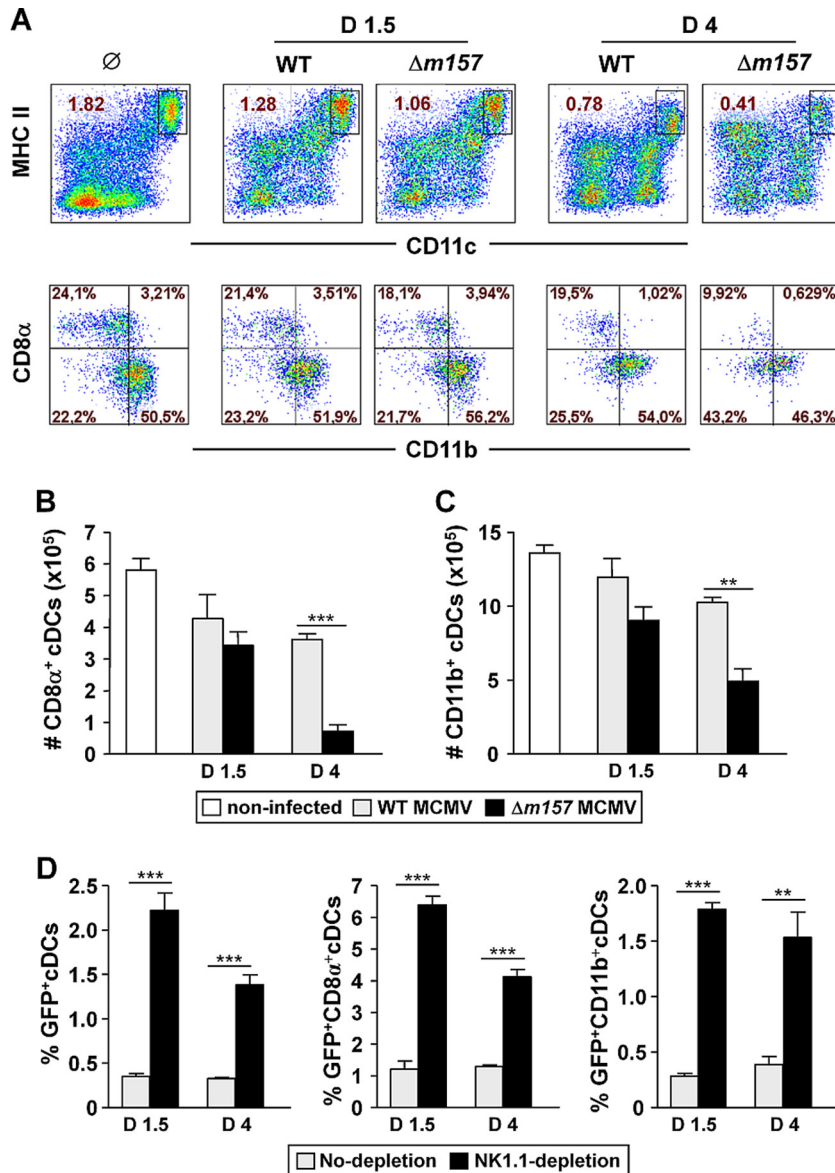 A
D 1.5
D 4
∅
WT
Δm157
WT
Δm157
MHC II
1.82
1.28
1.06
0.78
0.41
CD11c
CD8α
24,1%
3,21%
21,4%
3,51%
18,1%
3,94%
19,5%
1,02%
9,92%
0,629%
22,2%
50,5%
23,2%
51,9%
21,7%
56,2%
25,5%
54,0%
43,2%
46,3%
CD11b
B
# CD8α⁺ cDCs (x10⁵)
7
6
5
4
3
2
1
0
***
D 1.5
D 4
C
# CD11b⁺ cDCs (x10⁵)
15
10
5
0
**
D 1.5
D 4
non-infected
WT MCMV
Δm157 MCMV
D
% GFP⁺cDCs
2.5
2.0
1.5
1.0
0.5
0
***
***
D 1.5
D 4
% GFP⁺CD8α⁺cDCs
7
6
5
4
3
2
1
0
***
***
D 1.5
D 4
% GFP⁺CD11b⁺cDCs
2.0
1.5
1.0
0.5
0
***
**
D 1.5
D 4
No-depletion
NK1.1-depletion